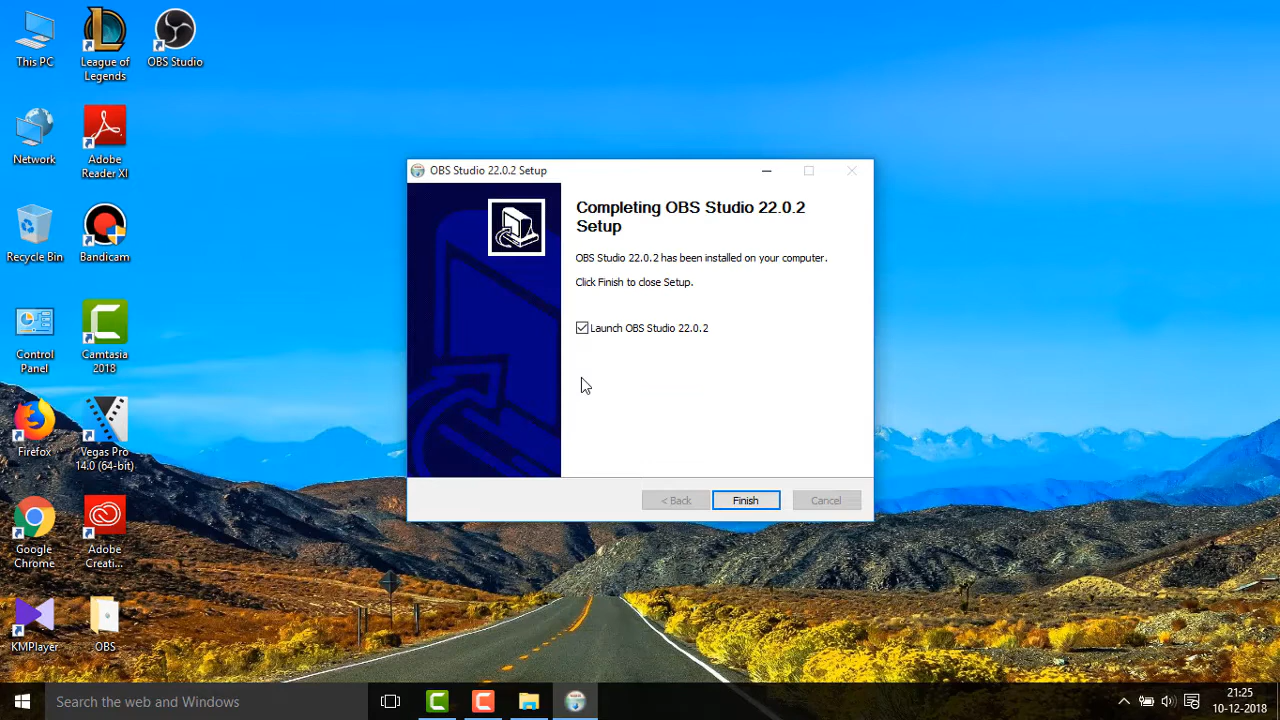 This PC
League of
Legends
OBS Studio
Network
Adobe
Reader XI
Recycle Bin
Bandicam
Control
Panel
Camtasia
2018
Firefox
Vegas Pro
14.0 (64-bit)
Google
Chrome
Adobe
Creati...
KMPlayer
OBS
OBS Studio 22.0.2 Setup
Completing OBS Studio 22.0.2
Setup
OBS Studio 22.0.2 has been installed on your computer.
Click Finish to close Setup.
Launch OBS Studio 22.0.2
< Back
Finish
Cancel
Search the web and Windows
21:25
10-12-2018